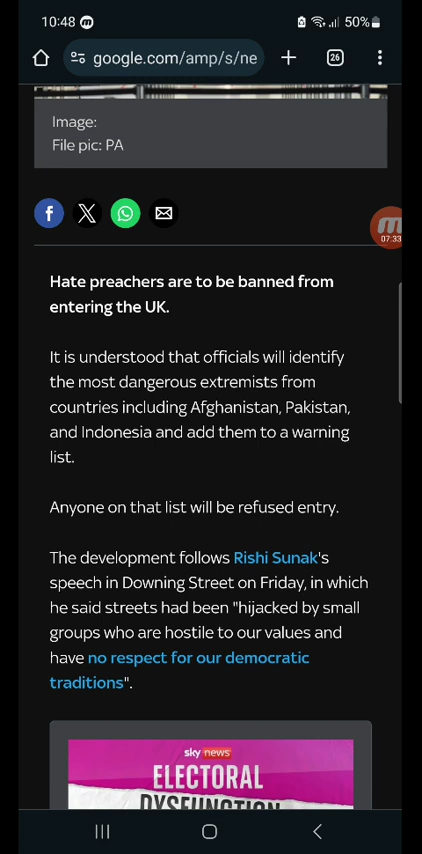 10:48
50%
google.com/amp/s/ne
26
Image:
File pic: PA
07:33
Hate preachers are to be banned from
entering the UK.
It is understood that officials will identify
the most dangerous extremists from
countries including Afghanistan, Pakistan,
and Indonesia and add them to a warning
list.
Anyone on that list will be refused entry.
The development follows Rishi Sunak's
speech in Downing Street on Friday, in which
he said streets had been "hijacked by small
groups who are hostile to our values and
have no respect for our democratic
traditions".
sky news
ELECTORAL
DYSFUNCTION